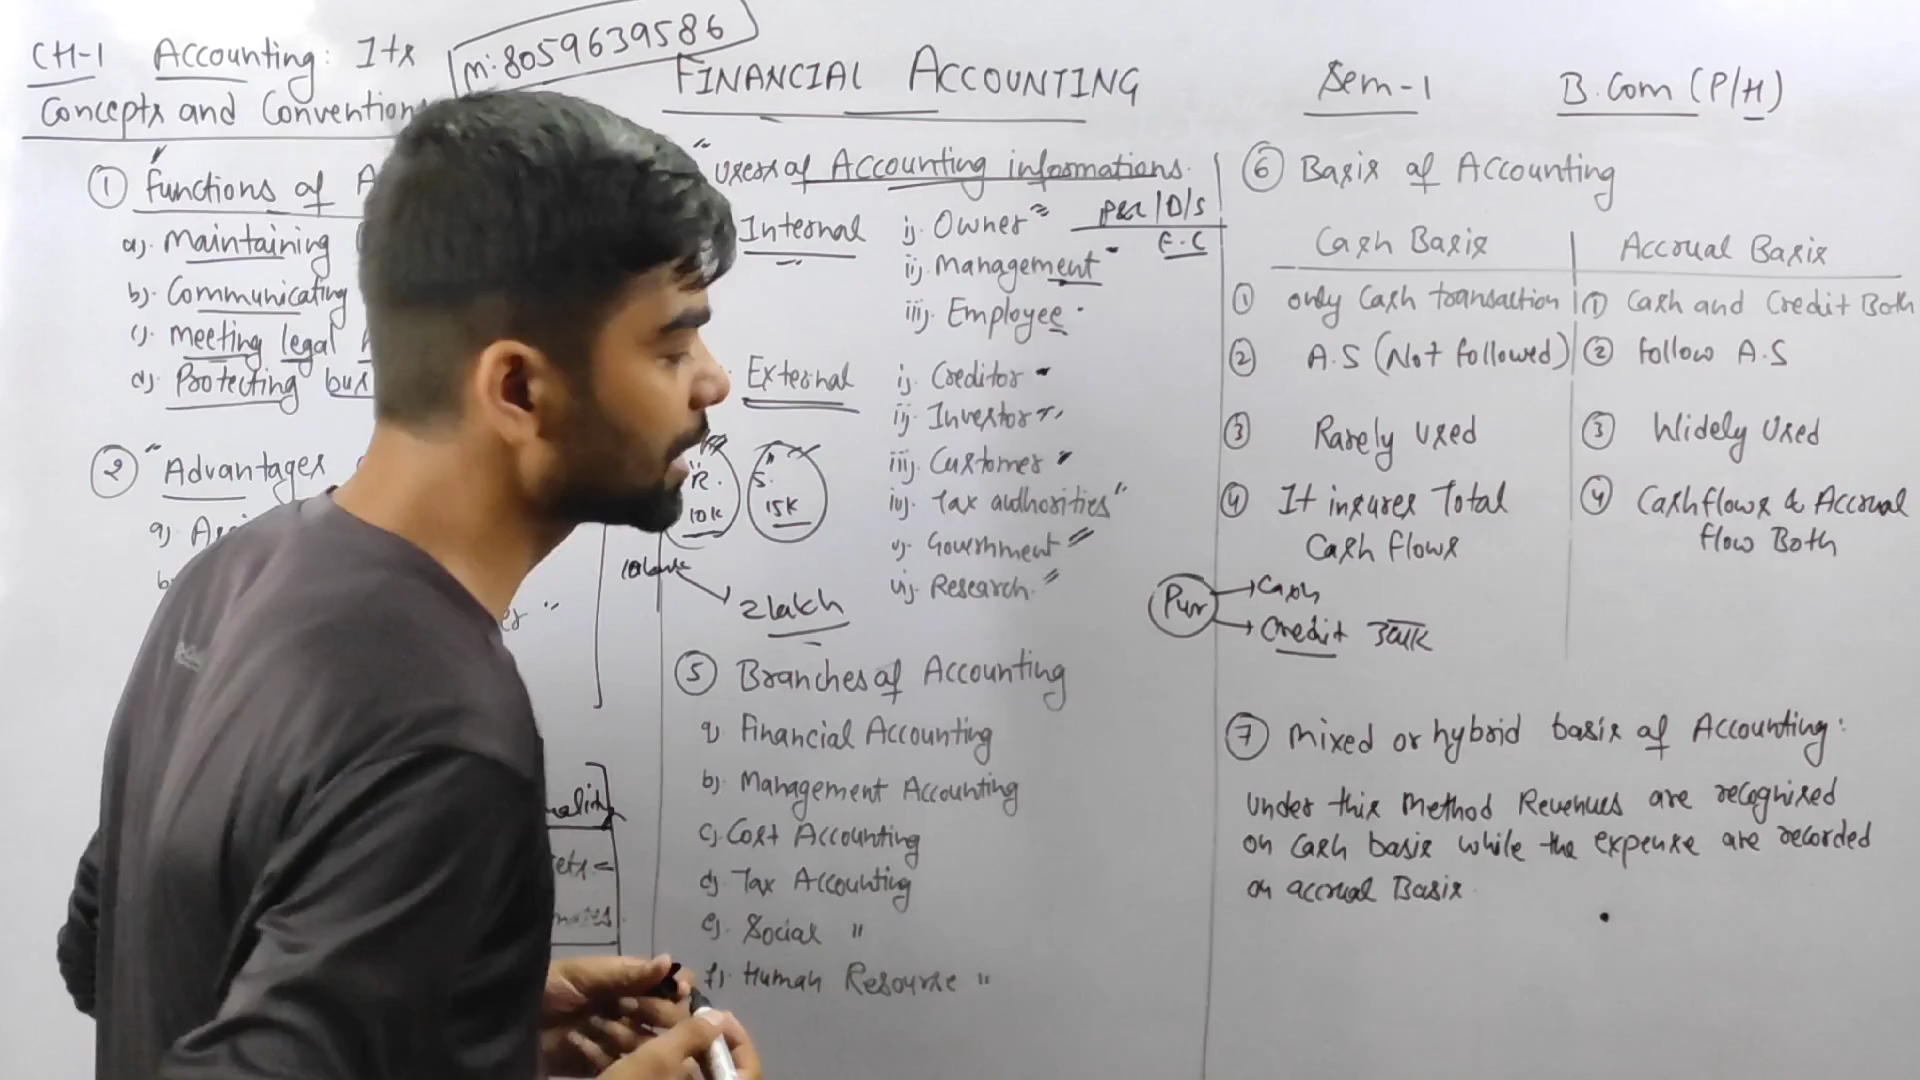 CH-1 Accounting: Itx
Concepts and Convention
m:8059639586
FINANCIAL ACCOUNTING
Sem-1
B.Com (P/H)
① Functions of A
a). Maintaining
b). Communicating
c). Meeting legal
d). Protecting bus
② "Advantages
a).
b).
Users of Accounting informations.
Internal
i). Owner
P&L/D/S
E.C
ii). Management
iii). Employee
External
i). Creditor
ii). Investor
iii). Customer
iv). Tax authorities"
v). Government
vi). Research
R.
10K
S.
15K
2 lakh
⑤ Branches of Accounting
a). Financial Accounting
b). Management Accounting
c). Cost Accounting
d). Tax Accounting
e). Social "
f). Human Resourse "
⑥ Basis of Accounting
Cash Basis
Accrual Basis
① only Cash transaction
① Cash and Credit Both
② A.S (Not followed)
② follow A.S
③ Rarely used
③ Widely Used
④ It insures Total
Cash flows
④ Cashflows & Accrual
flow Both
Pur
Cash
Credit
⑦ Mixed or hybrid basis of Accounting:
Under this Method Revenues are recognised
on Cash basis while the expense are recorded
on accrual Basis.